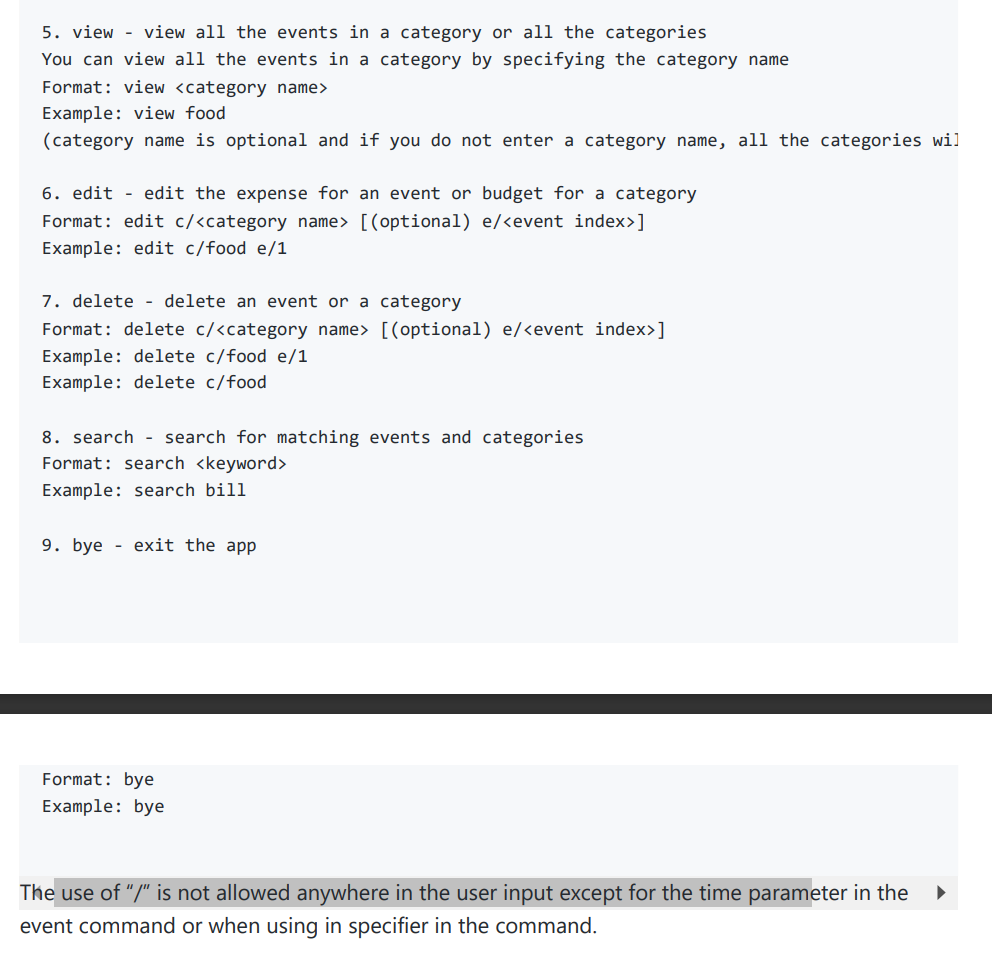 5. view - view all the events in a category or all the categories
You can view all the events in a category by specifying the category name
Format: view <category name>
Example: view food
(category name is optional and if you do not enter a category name, all the categories wil
6. edit - edit the expense for an event or budget for a category
Format: edit c/<category name> [(optional) e/<event index>]
Example: edit c/food e/1
7. delete - delete an event or a category
Format: delete c/<category name> [(optional) e/<event index>]
Example: delete c/food e/1
Example: delete c/food
8. search - search for matching events and categories
Format: search <keyword>
Example: search bill
9. bye - exit the app
Format: bye
Example: bye
The use of “/” is not allowed anywhere in the user input except for the time parameter in the
event command or when using in specifier in the command.